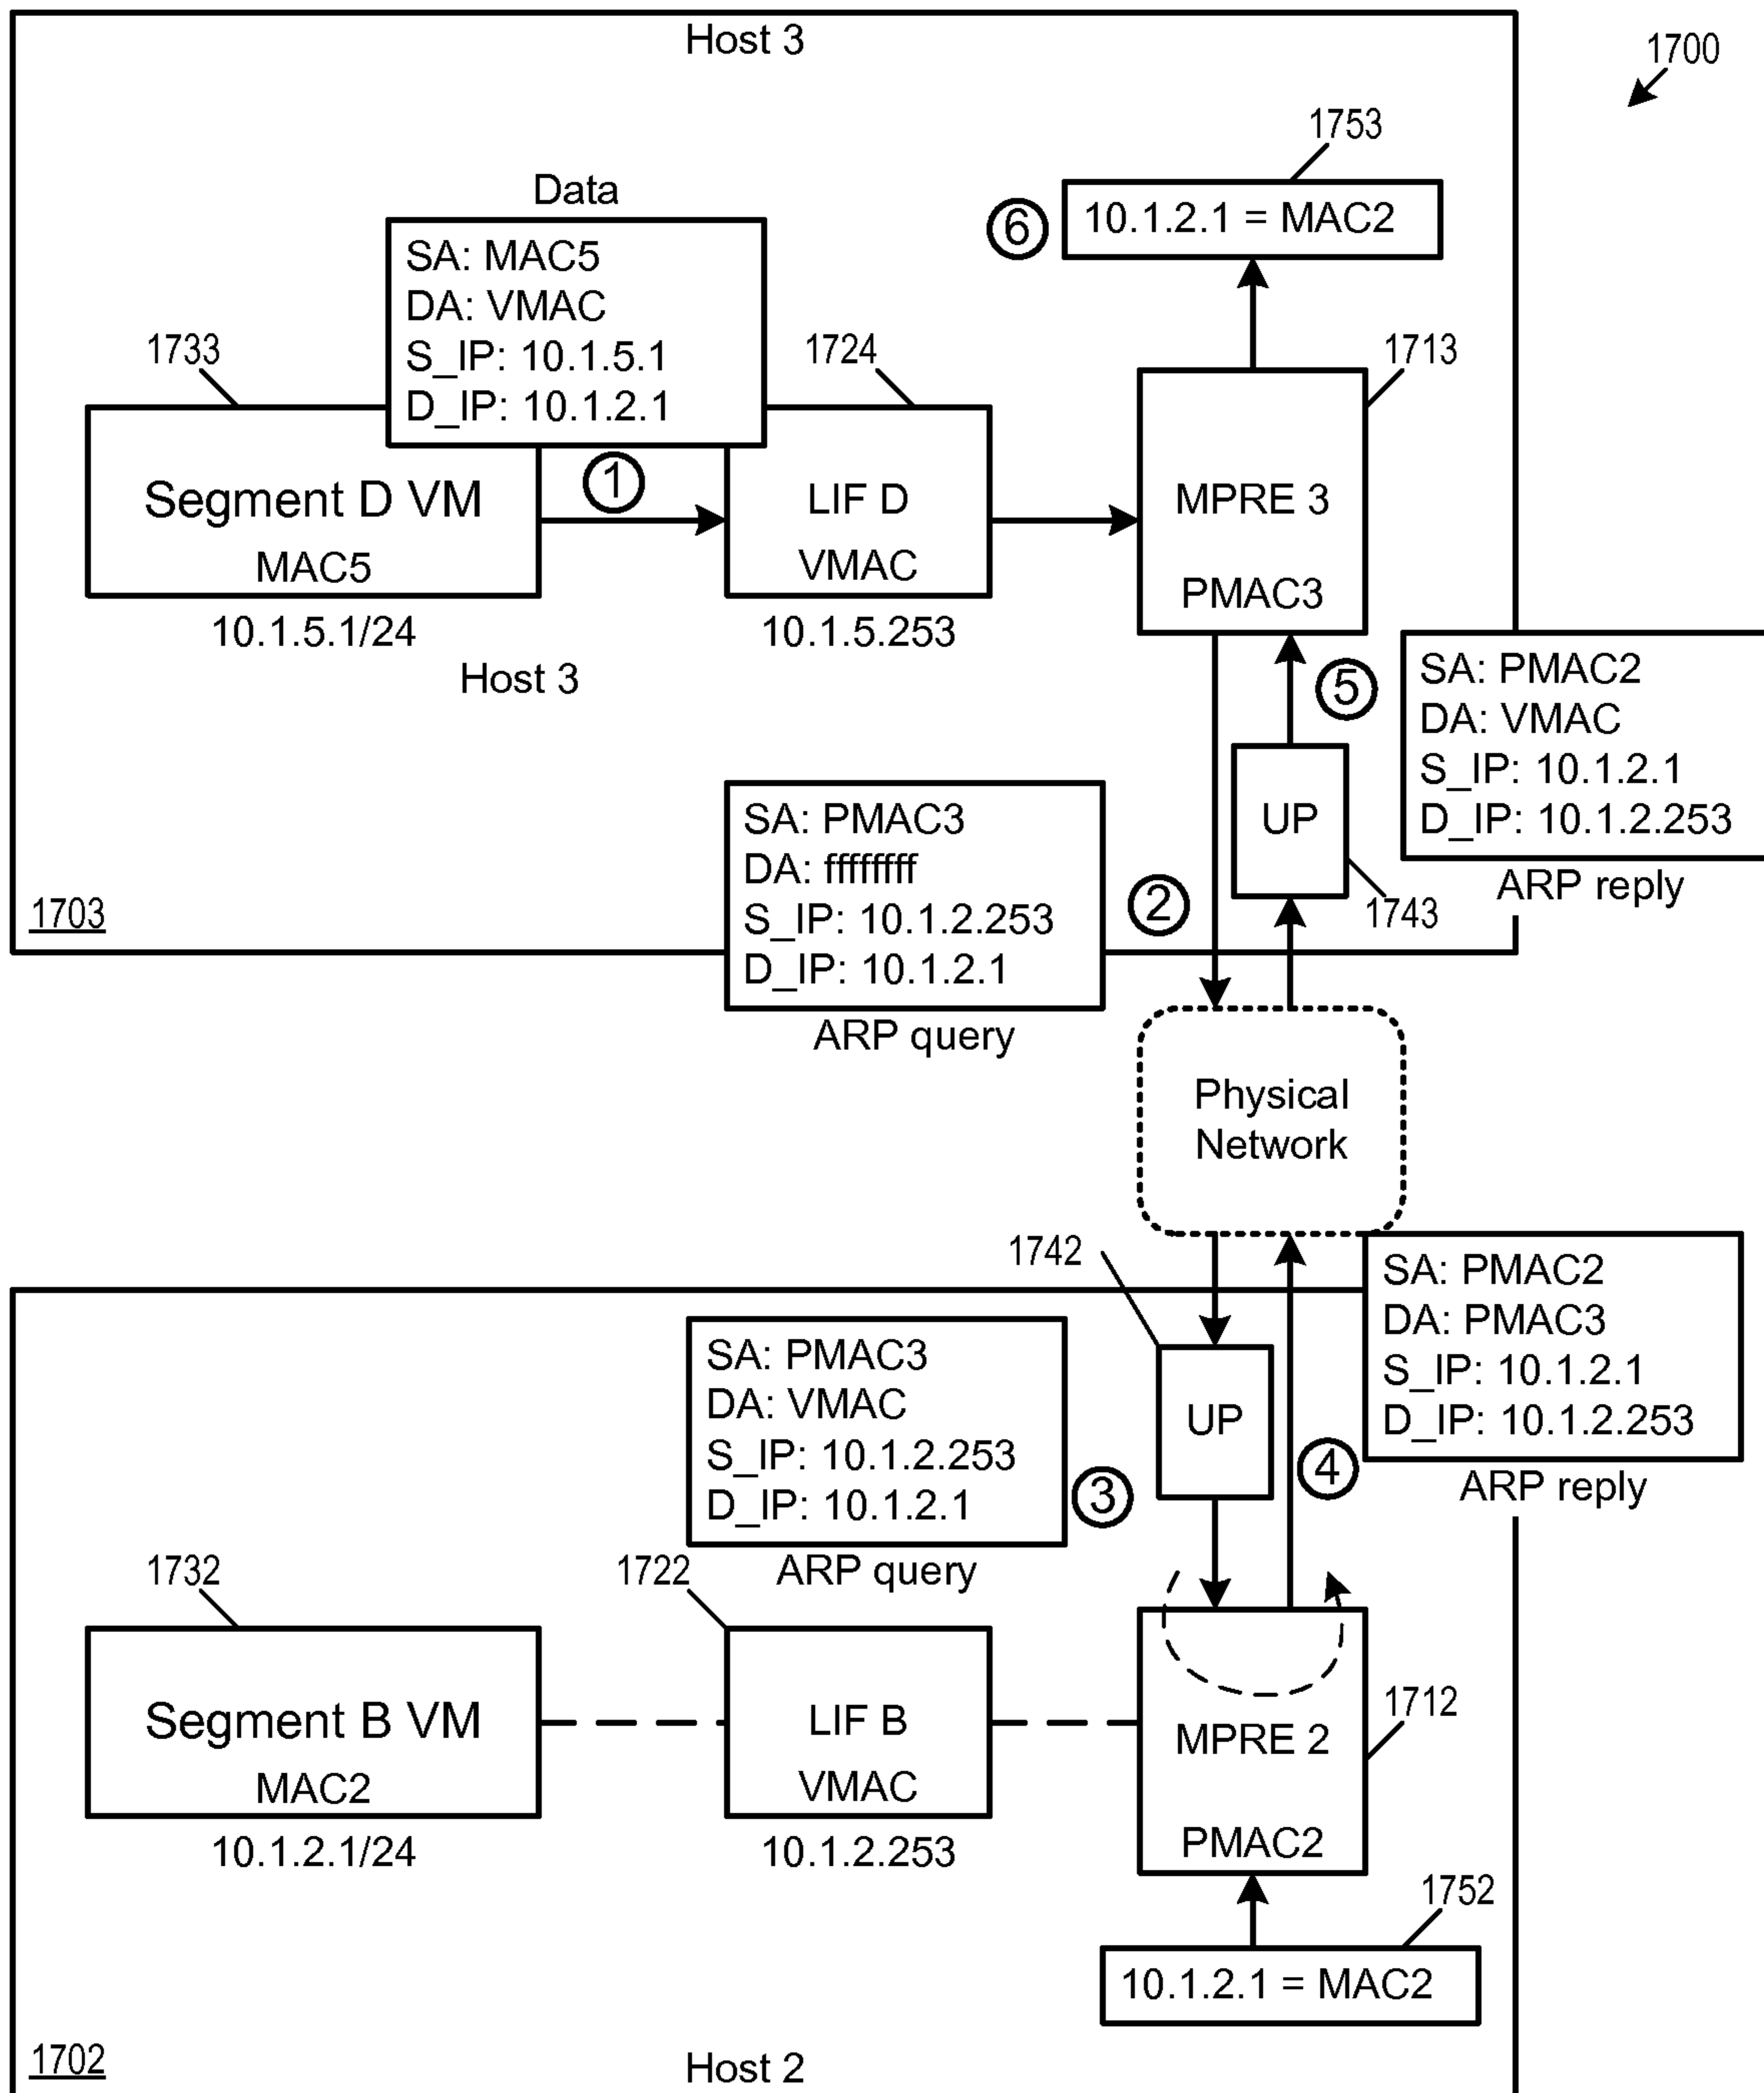 Host 3
1700
1753
10.1.2.1 = MAC2
6
Data
SA: MAC5
DA: VMAC
S_IP: 10.1.5.1
D_IP: 10.1.2.1
1733
1724
1713
Segment D VM
MAC5
10.1.5.1/24
1
LIF D
VMAC
10.1.5.253
MPRE 3
PMAC3
Host 3
5
SA: PMAC2
DA: VMAC
S_IP: 10.1.2.1
D_IP: 10.1.2.253
ARP reply
UP
1743
SA: PMAC3
DA: fffffffff
S_IP: 10.1.2.253
D_IP: 10.1.2.1
ARP query
2
1703
Physical
Network
1742
SA: PMAC2
DA: PMAC3
S_IP: 10.1.2.1
D_IP: 10.1.2.253
ARP reply
SA: PMAC3
DA: VMAC
S_IP: 10.1.2.253
D_IP: 10.1.2.1
ARP query
3
UP
4
1732
1722
Segment B VM
MAC2
10.1.2.1/24
LIF B
VMAC
10.1.2.253
MPRE 2
PMAC2
1712
1752
10.1.2.1 = MAC2
1702
Host 2